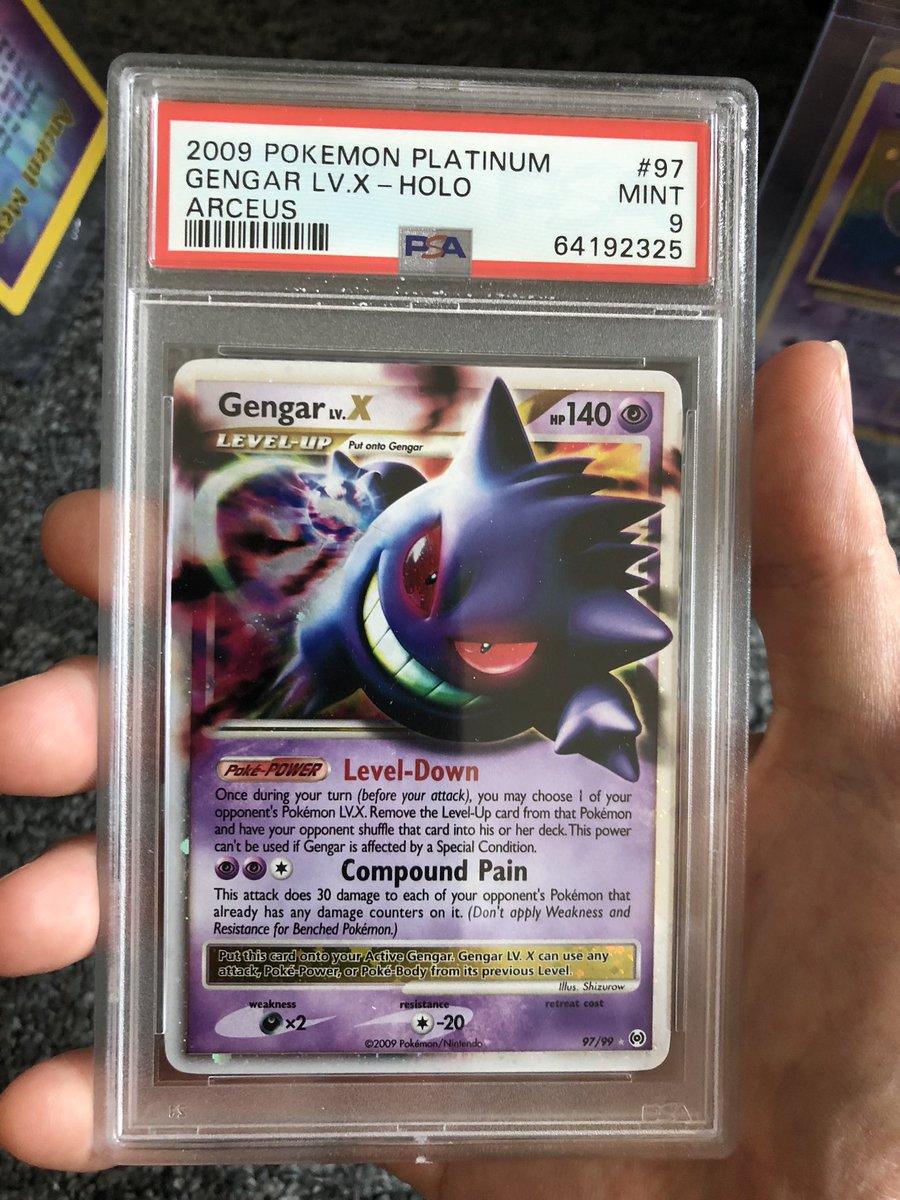 2009 POKEMON PLATINUM #97
GENGAR LV.X – HOLO MINT
ARCEUS 9
PSA 64192325
Gengar LV.X HP 140
LEVEL-UP Put onto Gengar
Poké-POWER Level-Down
Once during your turn (before your attack), you may choose 1 of your
opponent's Pokémon LV.X. Remove the Level-Up card from that Pokémon
and have your opponent shuffle that card into his or her deck. This power
can't be used if Gengar is affected by a Special Condition.
Compound Pain
This attack does 30 damage to each of your opponent's Pokémon that
already has any damage counters on it. (Don't apply Weakness and
Resistance for Benched Pokémon.)
Put this card onto your Active Gengar. Gengar LV. X can use any
attack, Poké-Power, or Poké-Body from its previous Level.
Illus. Shizurow
weakness resistance retreat cost
×2 -20
©2009 Pokémon/Nintendo 97/99
PSA
Ancient